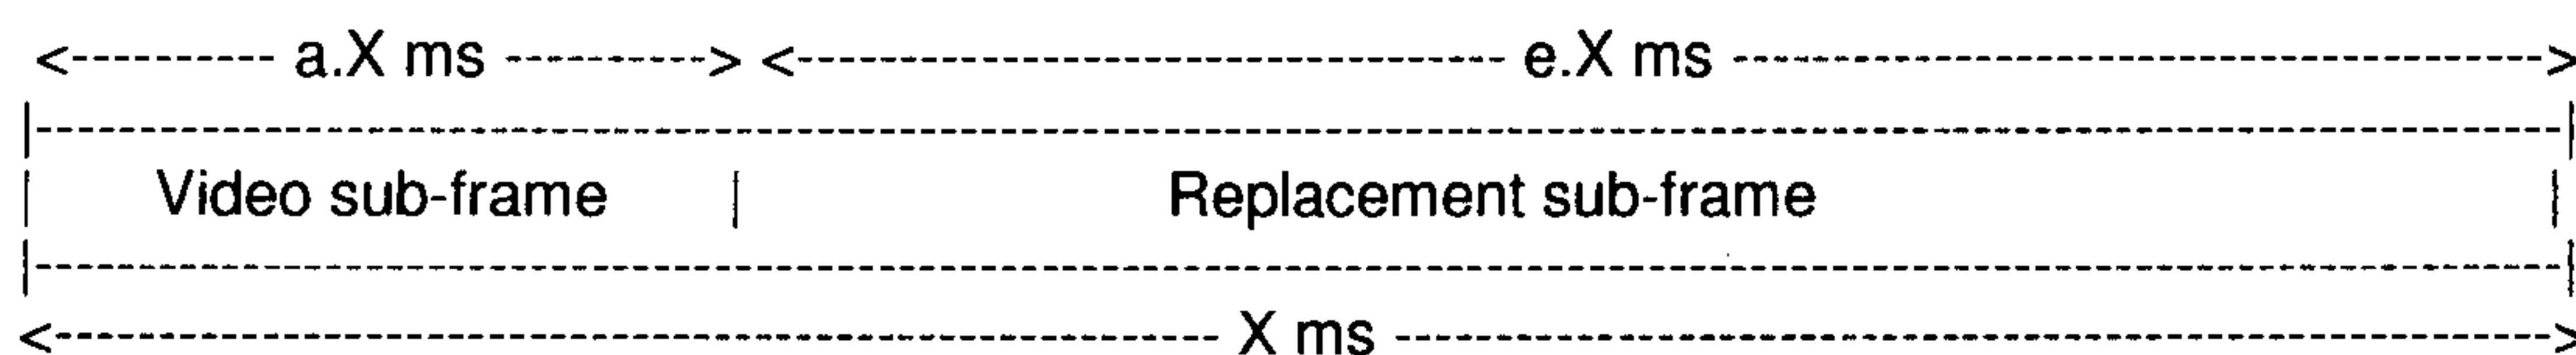 <---------- a.X ms ----------> <---------------------------------- e.X ms --------------------------------------->
|--------------------------------------------------------------------------------------------------------------------------|
| Video sub-frame | Replacement sub-frame |
|--------------------------------------------------------------------------------------------------------------------------|
<--------------------------------------------------------- X ms --------------------------------------------------------->